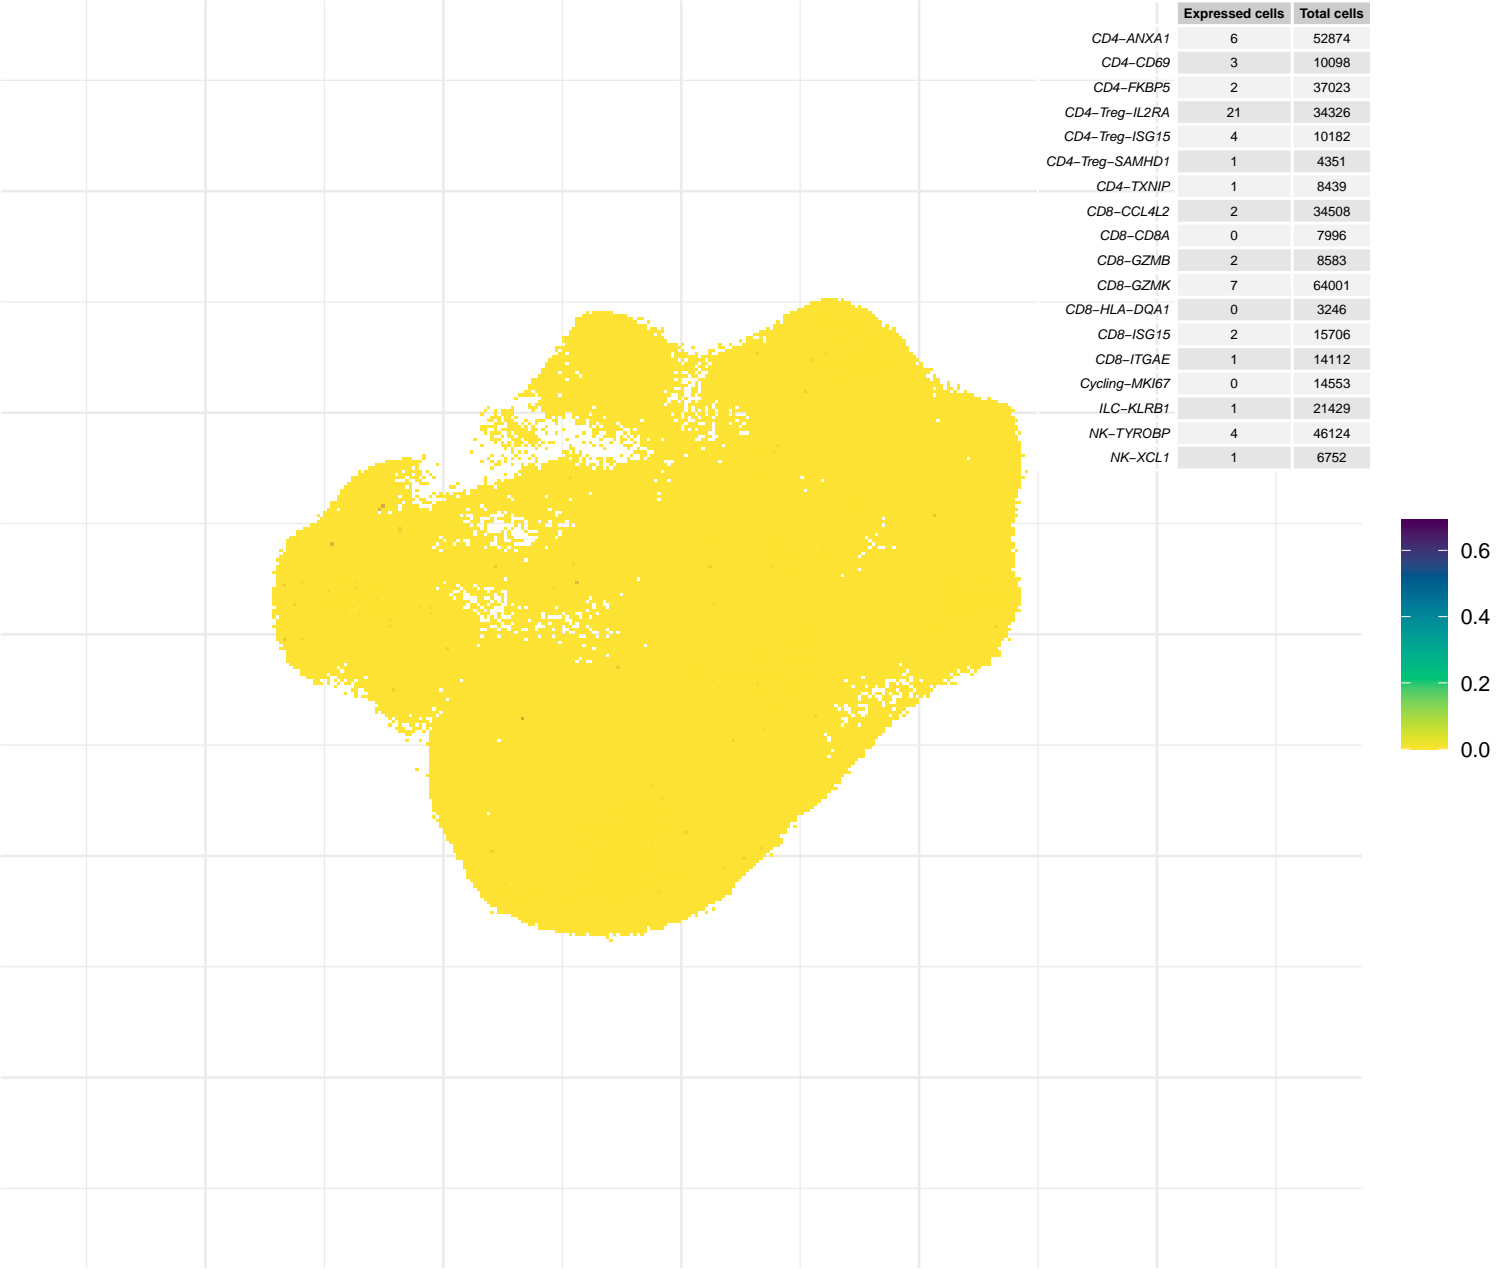 Expressed cells Total cells
CD4−ANXA1 6 52874
CD4−CD69 3 10098
CD4−FKBP5 2 37023
CD4−Treg−IL2RA 21 34326
CD4−Treg−ISG15 4 10182
CD4−Treg−SAMHD1 1 4351
CD4−TXNIP 1 8439
CD8−CCL4L2 2 34508
CD8−CD8A 0 7996
CD8−GZMB 2 8583
CD8−GZMK 7 64001
CD8−HLA−DQA1 0 3246
CD8−ISG15 2 15706
CD8−ITGAE 1 14112
Cycling−MKI67 0 14553
ILC−KLRB1 1 21429
NK−TYROBP 4 46124
NK−XCL1 1 6752
0.6
0.4
0.2
0.0